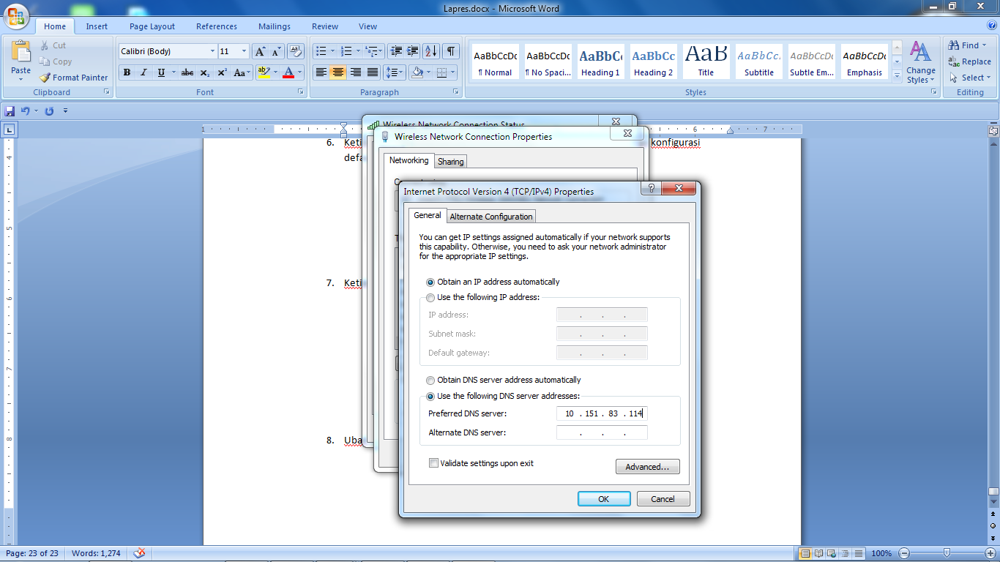 Lapres.docx - Microsoft Word
Home Insert Page Layout References Mailings Review View
Paste
Cut
Copy
Format Painter
Clipboard
Calibri (Body) 11
B I U abc x₂ x² Aa
Font
Paragraph
AaBbCcDc AaBbCcDc AaBbCc AaBbCc AaB AaBbCc. AaBbCcDc AaBbCcDc
¶ Normal ¶ No Spaci... Heading 1 Heading 2 Title Subtitle Subtle Em... Emphasis
Change
Styles
Styles
Find
Replace
Select
Editing
Wireless Network Connection Status
Wireless Network Connection Properties
Networking Sharing
6. Keti konfigurasi
defa
7. Keti
8. Uba
Internet Protocol Version 4 (TCP/IPv4) Properties
General Alternate Configuration
You can get IP settings assigned automatically if your network supports
this capability. Otherwise, you need to ask your network administrator
for the appropriate IP settings.
Obtain an IP address automatically
Use the following IP address:
IP address: . . .
Subnet mask: . . .
Default gateway: . . .
Obtain DNS server address automatically
Use the following DNS server addresses:
Preferred DNS server: 10 . 151 . 83 . 114
Alternate DNS server: . . .
Validate settings upon exit
Advanced...
OK Cancel
Page: 23 of 23 Words: 1,274 100%